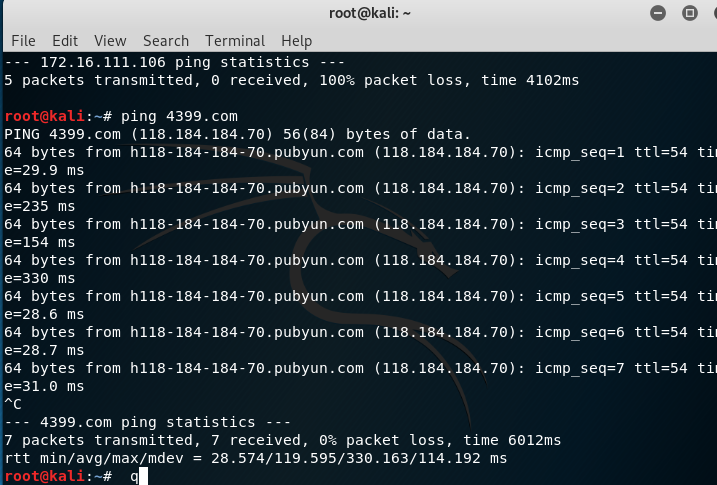 root@kali: ~
File Edit View Search Terminal Help
--- 172.16.111.106 ping statistics ---
5 packets transmitted, 0 received, 100% packet loss, time 4102ms
root@kali:~# ping 4399.com
PING 4399.com (118.184.184.70) 56(84) bytes of data.
64 bytes from h118-184-184-70.pubyun.com (118.184.184.70): icmp_seq=1 ttl=54 tim
e=29.9 ms
64 bytes from h118-184-184-70.pubyun.com (118.184.184.70): icmp_seq=2 ttl=54 tim
e=235 ms
64 bytes from h118-184-184-70.pubyun.com (118.184.184.70): icmp_seq=3 ttl=54 tim
e=154 ms
64 bytes from h118-184-184-70.pubyun.com (118.184.184.70): icmp_seq=4 ttl=54 tim
e=330 ms
64 bytes from h118-184-184-70.pubyun.com (118.184.184.70): icmp_seq=5 ttl=54 tim
e=28.6 ms
64 bytes from h118-184-184-70.pubyun.com (118.184.184.70): icmp_seq=6 ttl=54 tim
e=28.7 ms
64 bytes from h118-184-184-70.pubyun.com (118.184.184.70): icmp_seq=7 ttl=54 tim
e=31.0 ms
^C
--- 4399.com ping statistics ---
7 packets transmitted, 7 received, 0% packet loss, time 6012ms
rtt min/avg/max/mdev = 28.574/119.595/330.163/114.192 ms
root@kali:~#  q